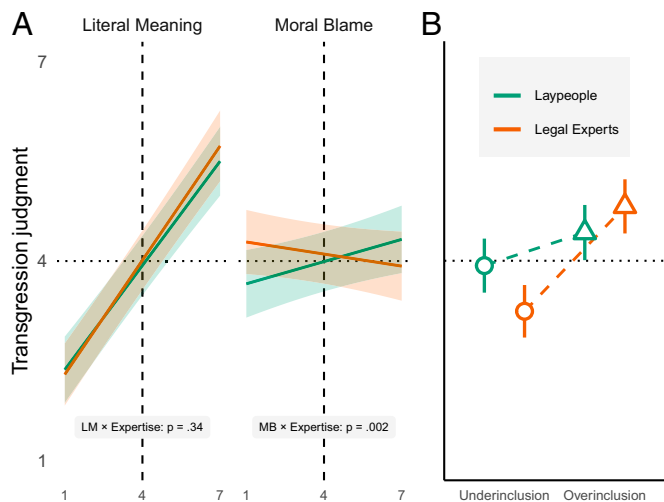 A
Literal Meaning
Moral Blame
B
7
Laypeople
Legal Experts
Transgression judgment
4
LM × Expertise: p = .34
MB × Expertise: p = .002
1
1
4
7
1
4
7
Underinclusion
Overinclusion